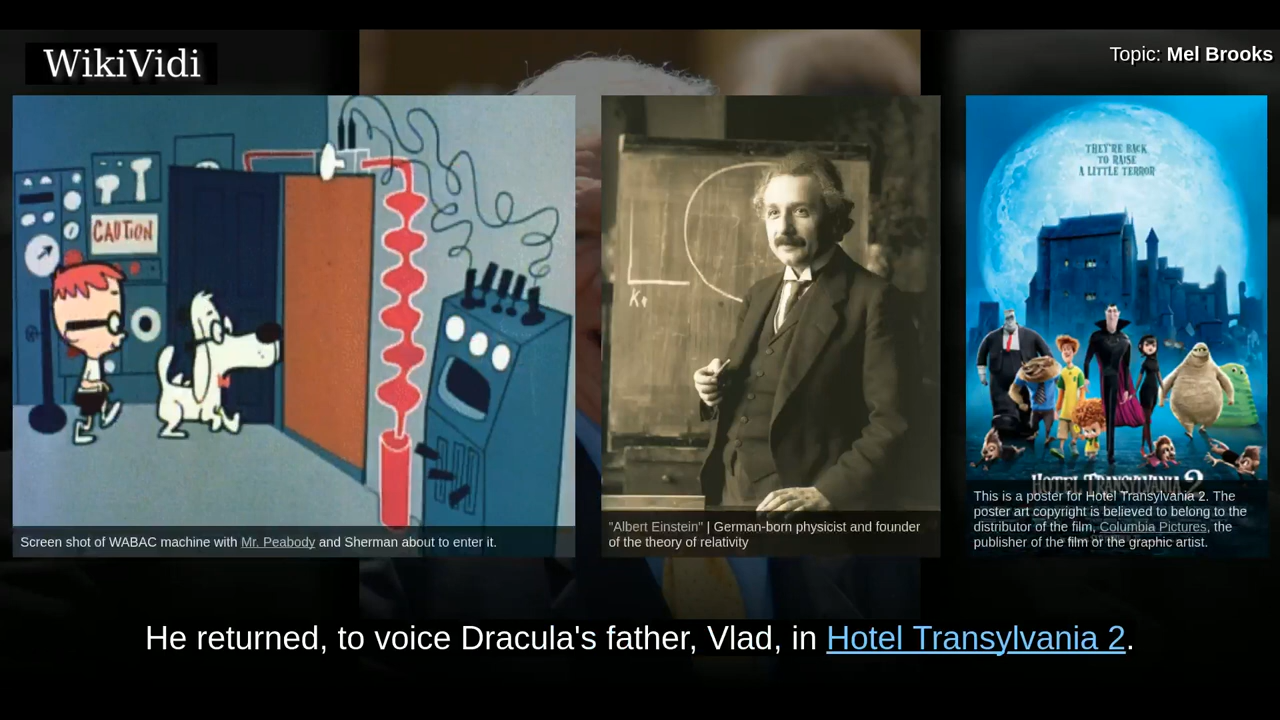 WikiVidi
Topic: Mel Brooks
CAUTION
Kq
THEY'RE BACK
TO RAISE
A LITTLE TERROR
HOTEL TRANSYLVANIA 2
Screen shot of WABAC machine with Mr. Peabody and Sherman about to enter it.
"Albert Einstein" | German-born physicist and founder
of the theory of relativity
This is a poster for Hotel Transylvania 2. The
poster art copyright is believed to belong to the
distributor of the film, Columbia Pictures, the
publisher of the film or the graphic artist.
He returned, to voice Dracula's father, Vlad, in Hotel Transylvania 2.